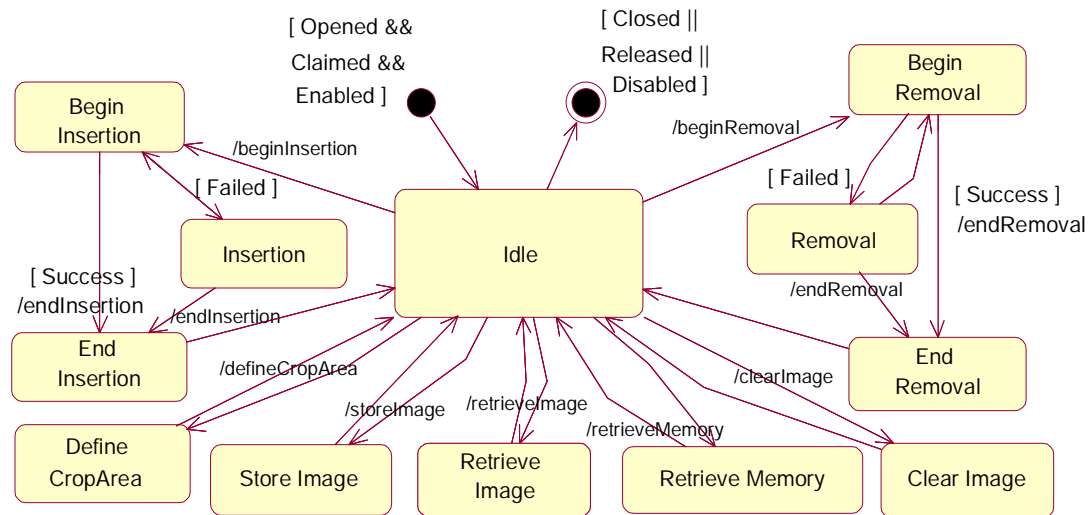 [ Opened &&
Claimed &&
Enabled ]
[ Closed ||
Released ||
Disabled ]
Begin
Insertion
Begin
Removal
/beginInsertion
/beginRemoval
[ Failed ]
[ Failed ]
[ Success ]
/endRemoval
Insertion
Idle
Removal
[ Success ]
/endInsertion
/endInsertion
/endRemoval
End
Insertion
End
Removal
/defineCropArea
/storeImage
/retrieveImage
/retrieveMemory
/clearImage
Define
CropArea
Store Image
Retrieve
Image
Retrieve Memory
Clear Image